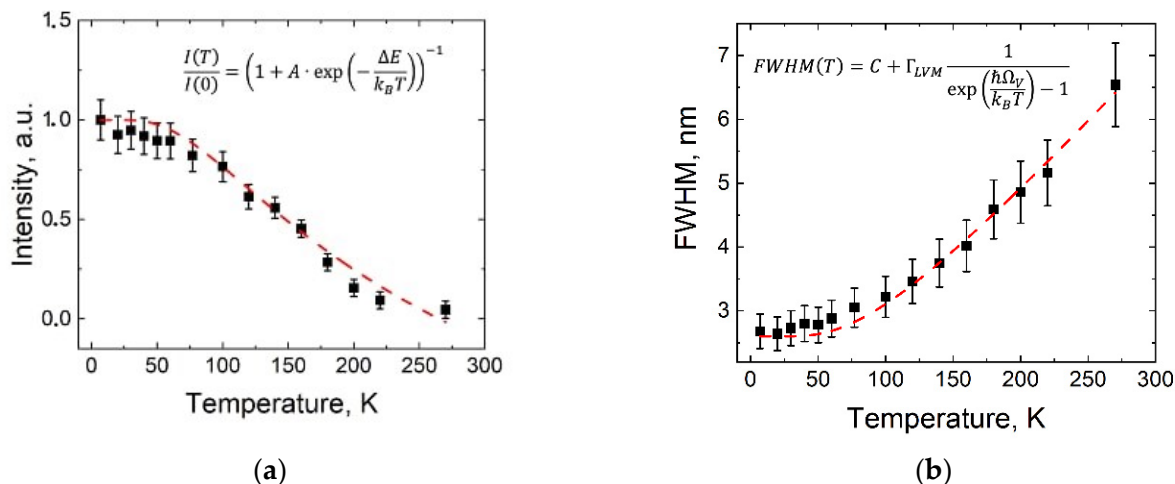 1.5
1.0
0.5
0.0
Intensity, a.u.
I(T)/I(0) = (1 + A · exp(−ΔE/k_BT))⁻¹
0 50 100 150 200 250 300
Temperature, K
(a)
7
6
5
4
3
FWHM, nm
FWHM(T) = C + Γ_LVM 1/(exp(ℏΩ_V/k_BT) − 1)
0 50 100 150 200 250 300
Temperature, K
(b)